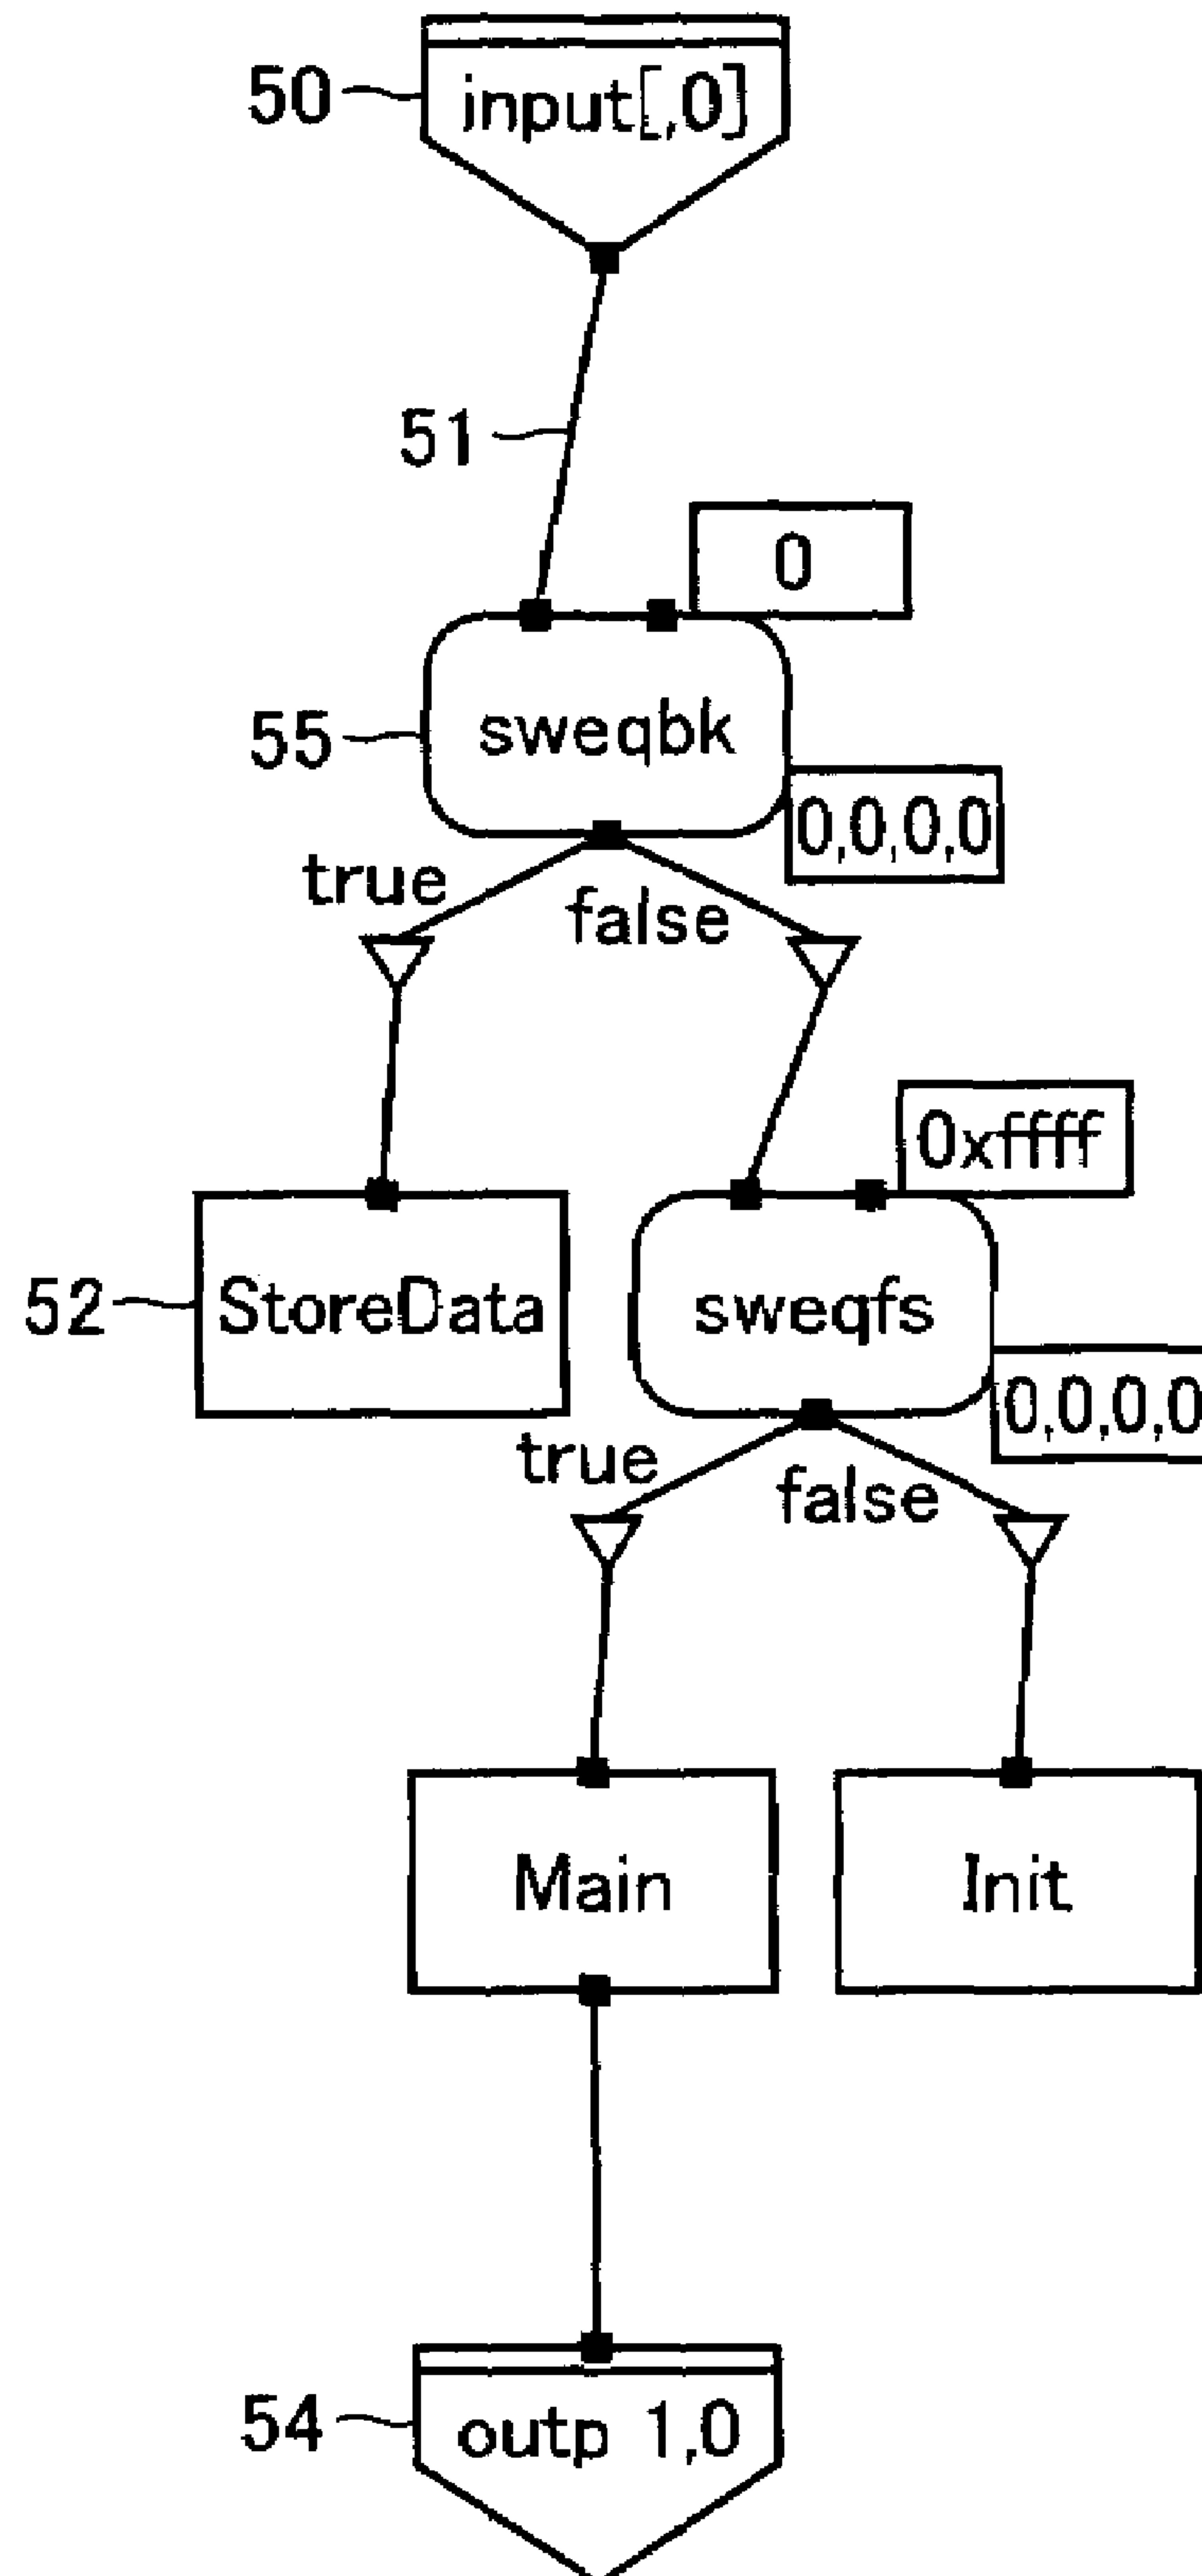 50
input[,0]
51
0
55
sweqbk
0,0,0,0
true
false
0xffff
52
StoreData
sweqfs
0,0,0,0
true
false
Main
Init
54
outp 1,0